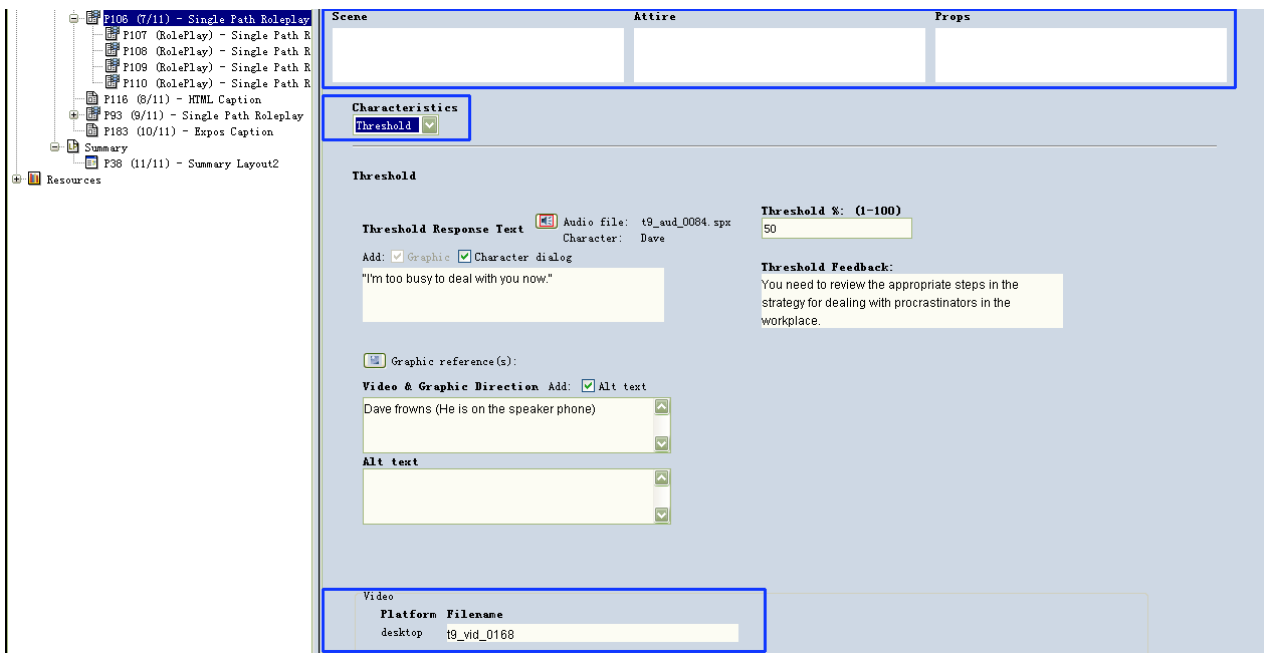 P106 (7/11) - Single Path Roleplay
P107 (RolePlay) - Single Path R
P108 (RolePlay) - Single Path R
P109 (RolePlay) - Single Path R
P110 (RolePlay) - Single Path R
P116 (8/11) - HTML Caption
P93 (9/11) - Single Path Roleplay
P183 (10/11) - Expos Caption
Summary
P38 (11/11) - Summary Layout2
Resources
Scene Attire Props
Characteristics
Threshold
Threshold
Threshold Response Text Audio file: t9_aud_0084.spx
Character: Dave
Add: Graphic Character dialog
"I'm too busy to deal with you now."
Threshold %: (1-100)
50
Threshold Feedback:
You need to review the appropriate steps in the
strategy for dealing with procrastinators in the
workplace.
Graphic reference(s):
Video & Graphic Direction Add: Alt text
Dave frowns (He is on the speaker phone)
Alt text
Video
Platform Filename
desktop t9_vid_0168